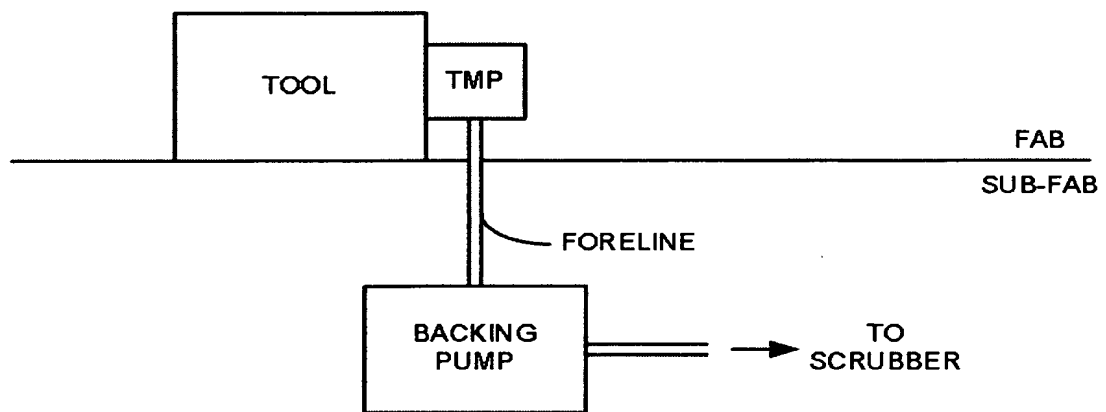 TOOL
TMP
FAB
SUB-FAB
FORELINE
BACKING
PUMP
TO
SCRUBBER